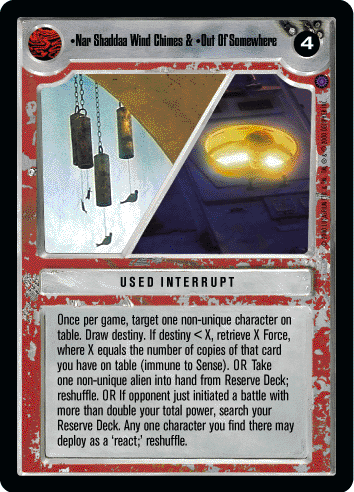 •Nar Shaddaa Wind Chimes & •Out Of Somewhere
4
USED INTERRUPT
Once per game, target one non-unique character on
table. Draw destiny. If destiny < X, retrieve X Force,
where X equals the number of copies of that card
you have on table (immune to Sense). OR Take
one non-unique alien into hand from Reserve Deck;
reshuffle. OR If opponent just initiated a battle with
more than double your total power, search your
Reserve Deck. Any one character you find there may
deploy as a 'react;' reshuffle.